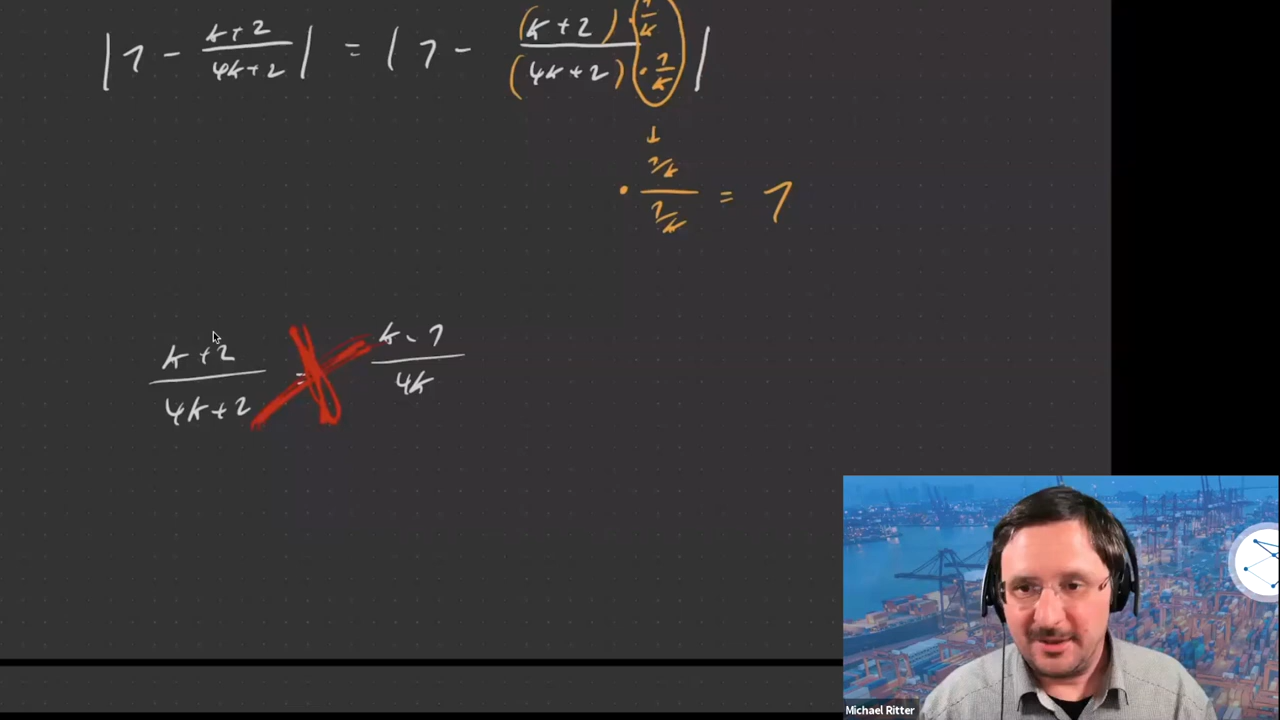 |1 - (k+2)/(4k+2)| = |1 - ((k+2) · 1/k)/((4k+2) · 1/k)|
↓
· (1/k)/(1/k) = 1
(k+2)/(4k+2) = (k · 1)/(4k)
Michael Ritter